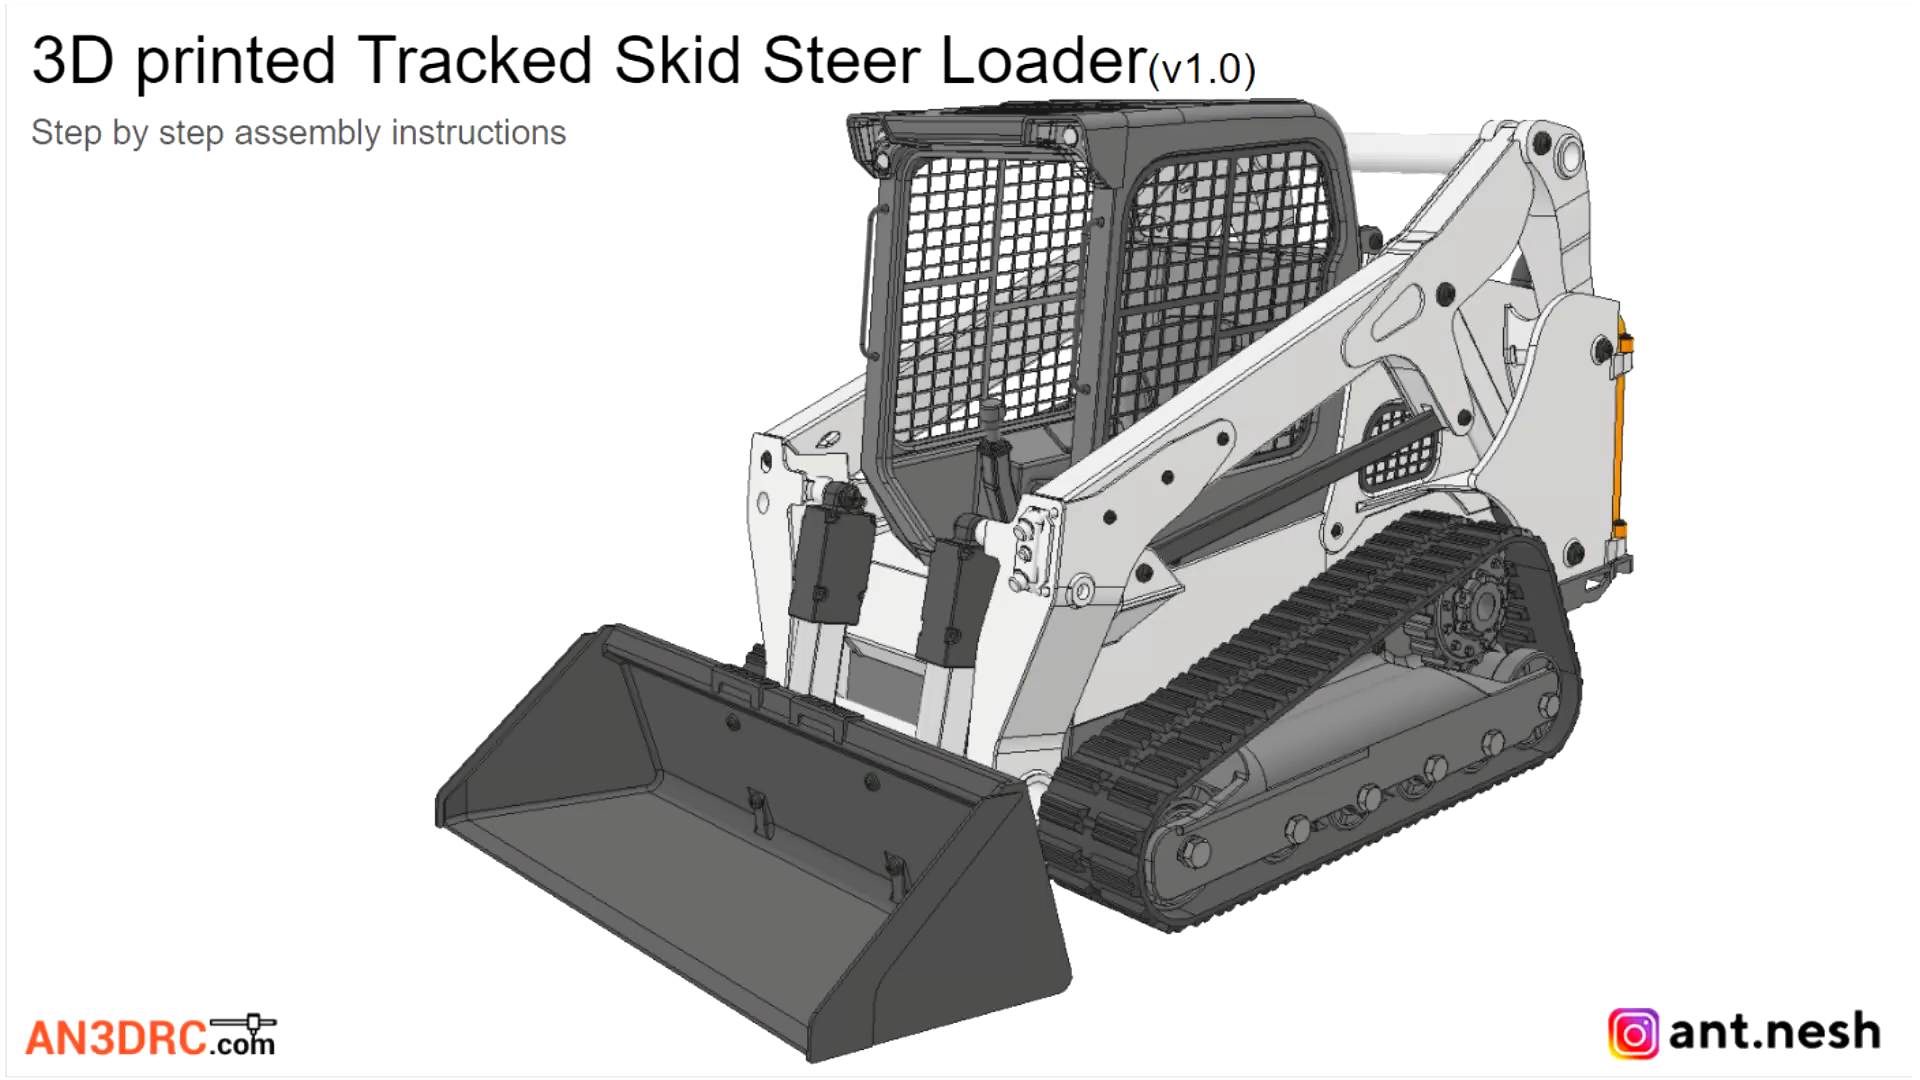 3D printed Tracked Skid Steer Loader(v1.0)
Step by step assembly instructions
AN3DRC.com
ant.nesh